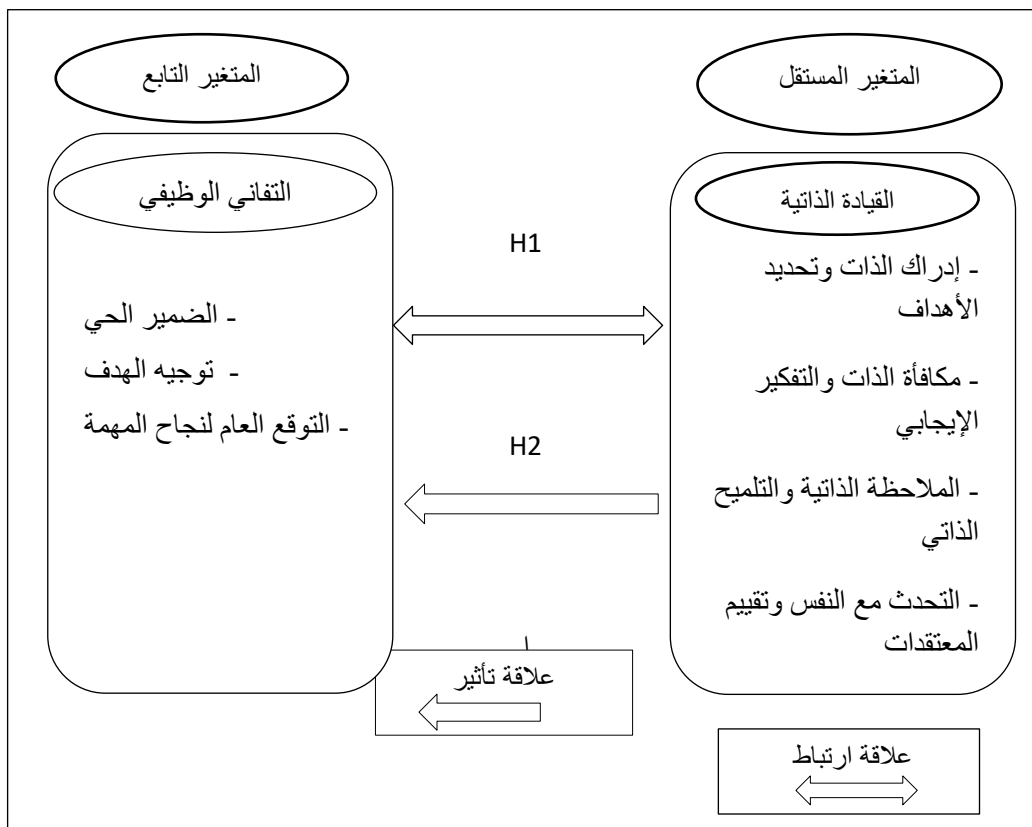 المتغير المستقل
المتغير التابع
القيادة الذاتية
- إدراك الذات وتحديد
الأهداف
- مكافأة الذات والتفكير
الإيجابي
- الملاحظة الذاتية والتلميح
الذاتي
- التحدث مع النفس وتقييم
المعتقدات
H1
H2
التفاني الوظيفي
- الضمير الحي
- توجيه الهدف
- التوقع العام لنجاح المهمة
علاقة تأثير
علاقة ارتباط